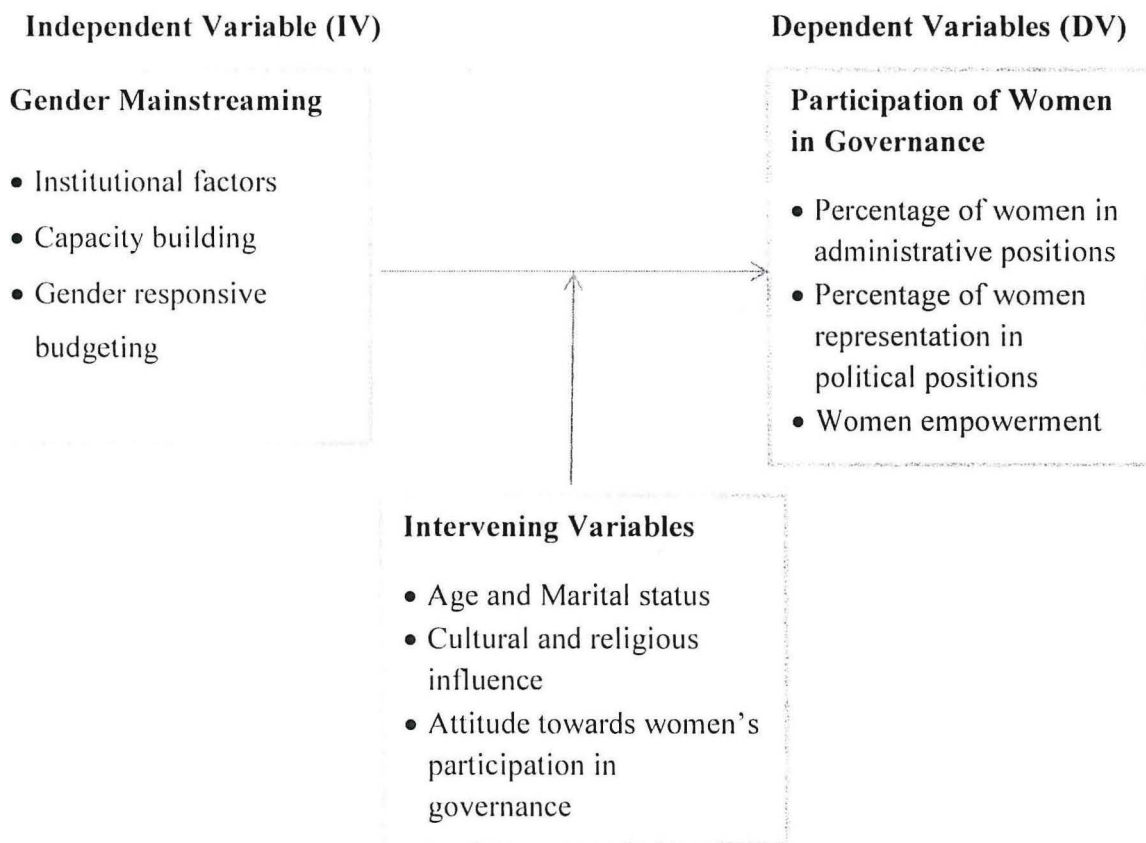 Independent Variable (IV)
Dependent Variables (DV)
Gender Mainstreaming
• Institutional factors
• Capacity building
• Gender responsive
budgeting
Participation of Women
in Governance
• Percentage of women in
administrative positions
• Percentage of women
representation in
political positions
• Women empowerment
Intervening Variables
• Age and Marital status
• Cultural and religious
influence
• Attitude towards women's
participation in
governance